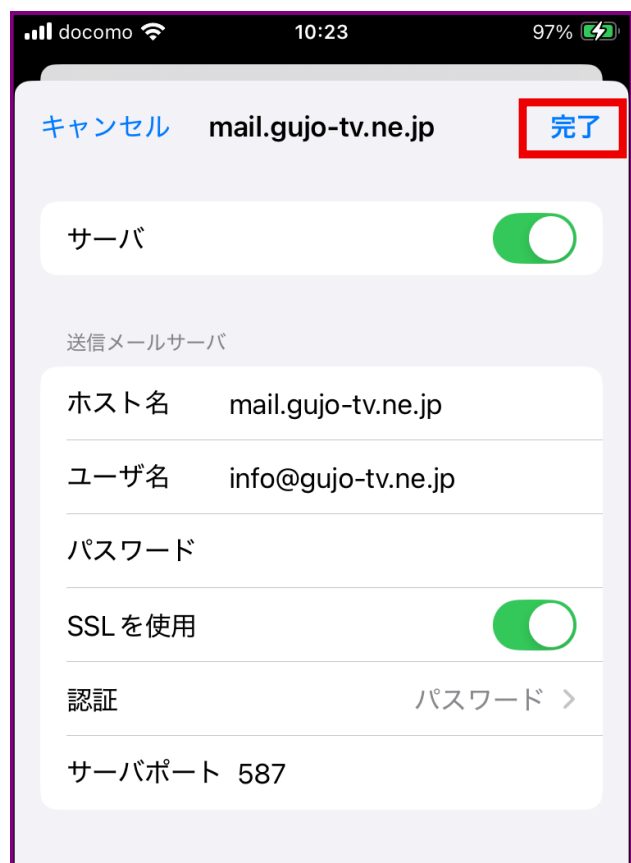 docomo 10:23 97%
キャンセル mail.gujo-tv.ne.jp 完了
サーバ
送信メールサーバ
ホスト名 mail.gujo-tv.ne.jp
ユーザ名 info@gujo-tv.ne.jp
パスワード
SSLを使用
認証 パスワード
サーバポート 587